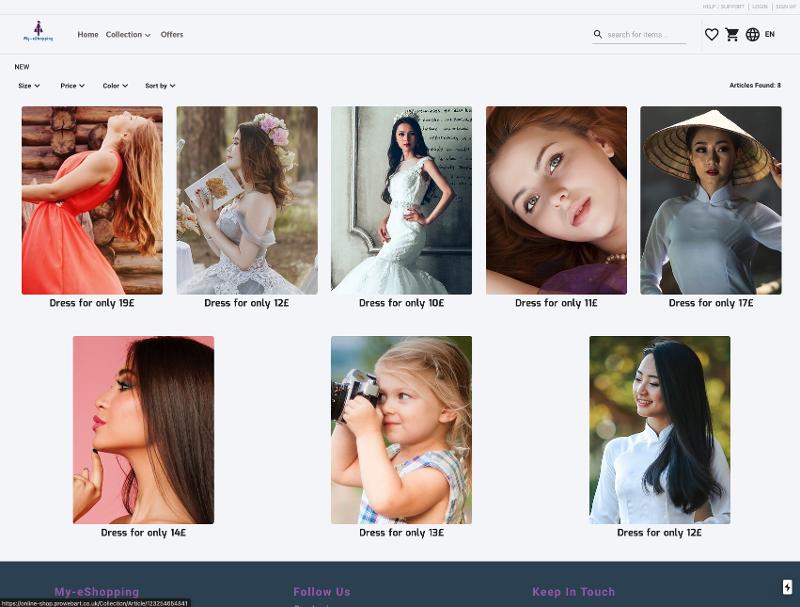 HELP / SUPPORT | LOGIN | SIGN UP
My-eShopping
Home Collection Offers
search for items...
EN
NEW
Size Price Color Sort by
Articles Found: 8
Dress for only 19£
Dress for only 12£
Dress for only 10£
Dress for only 11£
Dress for only 17£
Dress for only 14£
Dress for only 13£
Dress for only 12£
My-eShopping
Follow Us
Keep In Touch
https://online-shop.prowebart.co.uk/Collection/Article/123254654841